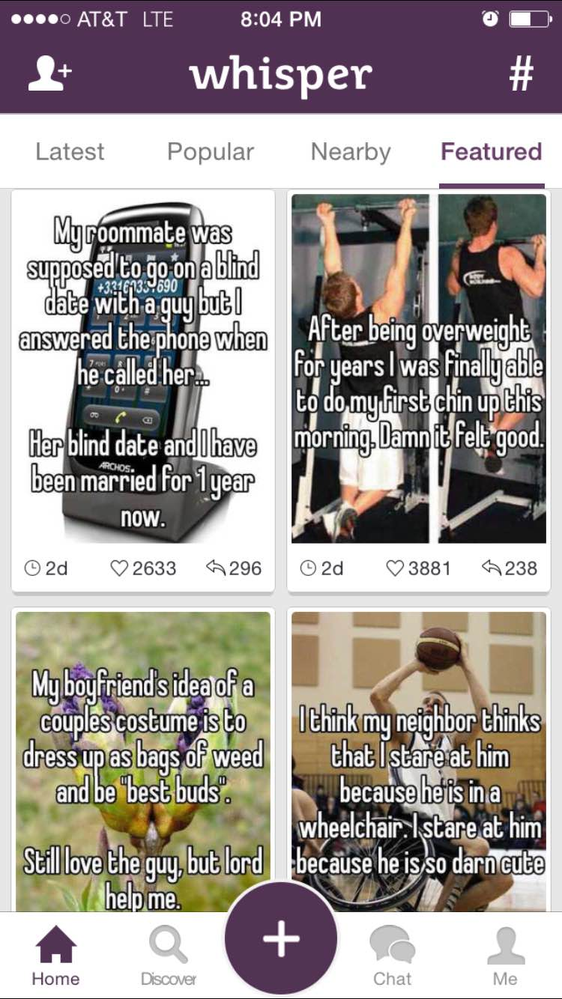 AT&T LTE 8:04 PM
whisper #
Latest Popular Nearby Featured
My roommate was
supposed to go on a blind
date with a guy but I
answered the phone when
he called her...
Her blind date and I have
been married for 1 year
now.
ARCHOS
2d 2633 296
After being overweight
for years I was finally able
to do my first chin up this
morning. Damn it felt good.
2d 3881 238
My boyfriend's idea of a
couples costume is to
dress up as bags of weed
and be "best buds".
Still love the guy, but lord
help me.
I think my neighbor thinks
that I stare at him
because he is in a
wheelchair. I stare at him
because he is so darn cute
Home Discover + Chat Me